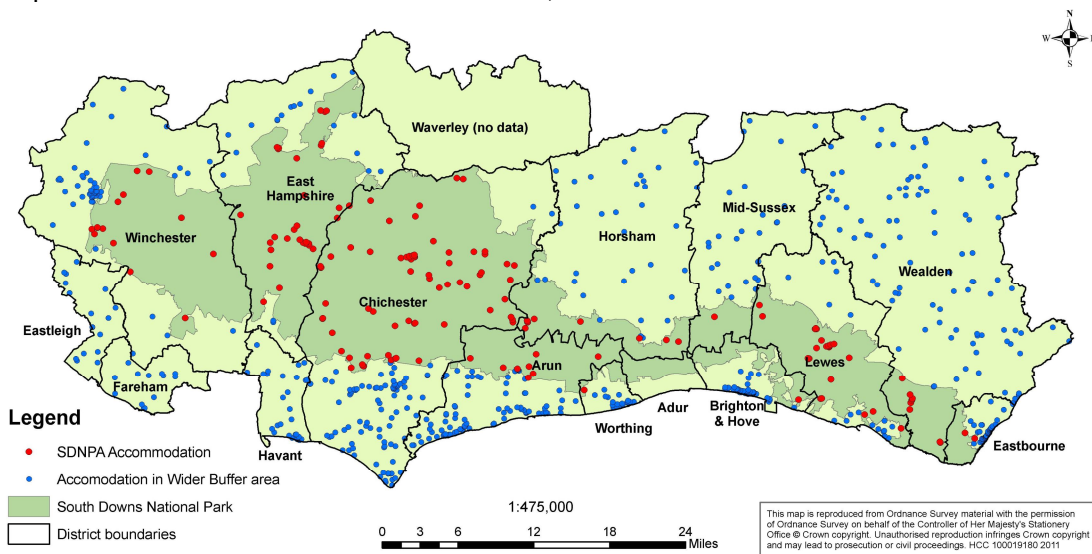 N
W
E
S
Waverley (no data)
East
Hampshire
Mid-Sussex
Winchester
Horsham
Wealden
Chichester
Eastleigh
Lewes
Arun
Fareham
Legend
Adur
Brighton
& Hove
Worthing
Eastbourne
Havant
SDNPA Accommodation
Accomodation in Wider Buffer area
South Downs National Park
1:475,000
District boundaries
0 3 6 12 18 24
Miles
This map is reproduced from Ordnance Survey material with the permission
of Ordnance Survey on behalf of the Controller of Her Majesty's Stationery
Office © Crown copyright. Unauthorised reproduction infringes Crown copyright
and may lead to prosecution or civil proceedings. HCC 100019180 2011